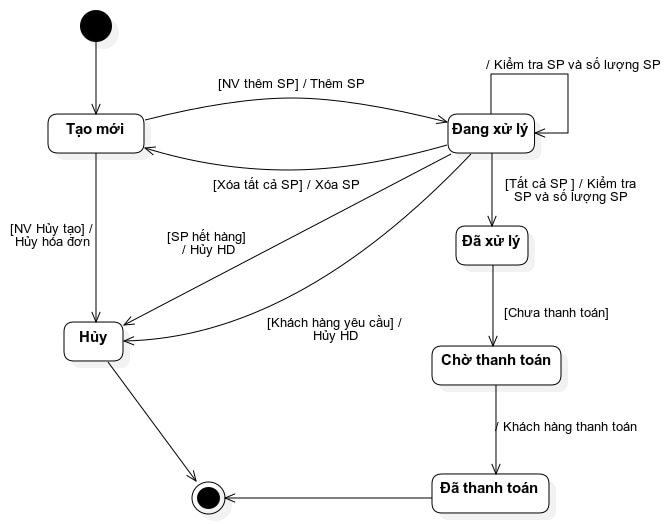 / Kiểm tra SP và số lượng SP
[NV thêm SP] / Thêm SP
Tạo mới
Đang xử lý
[Xóa tất cả SP] / Xóa SP
[Tất cả SP ] / Kiểm tra
SP và số lượng SP
[NV Hủy tạo] /
Hủy hóa đơn
[SP hết hàng]
/ Hủy HD
Đã xử lý
[Chưa thanh toán]
[Khách hàng yêu cầu] /
Hủy HD
Hủy
Chờ thanh toán
/ Khách hàng thanh toán
Đã thanh toán